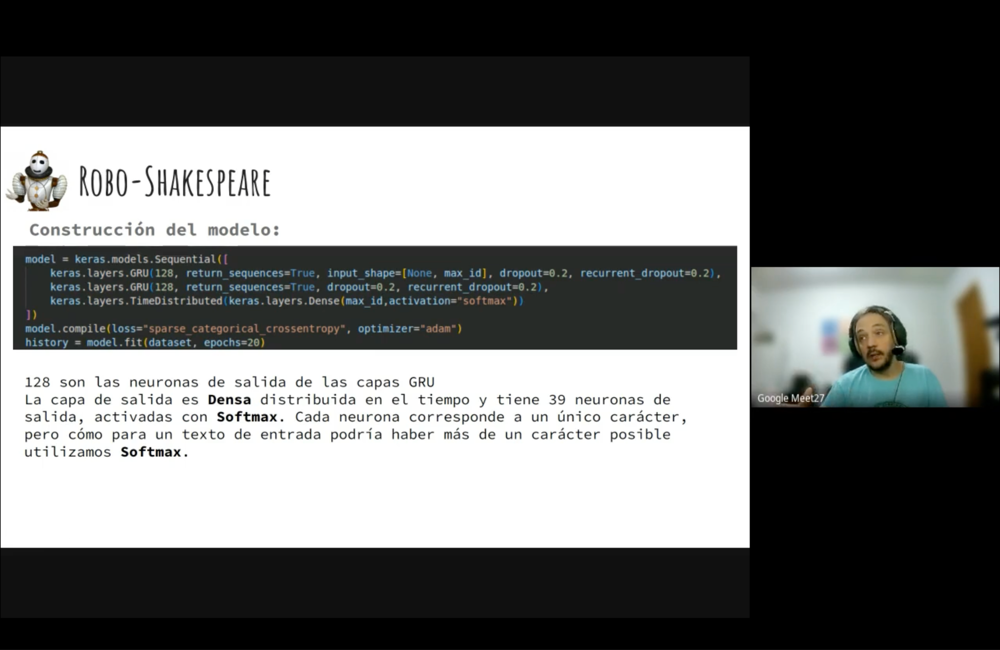 ROBO-SHAKESPEARE
Construcción del modelo:
model = keras.models.Sequential([
keras.layers.GRU(128, return_sequences=True, input_shape=[None, max_id], dropout=0.2, recurrent_dropout=0.2),
keras.layers.GRU(128, return_sequences=True, dropout=0.2, recurrent_dropout=0.2),
keras.layers.TimeDistributed(keras.layers.Dense(max_id,activation="softmax"))
])
model.compile(loss="sparse_categorical_crossentropy", optimizer="adam")
history = model.fit(dataset, epochs=20)
128 son las neuronas de salida de las capas GRU
La capa de salida es Densa distribuida en el tiempo y tiene 39 neuronas de
salida, activadas con Softmax. Cada neurona corresponde a un único carácter,
pero cómo para un texto de entrada podría haber más de un carácter posible
utilizamos Softmax.
Google Meet27